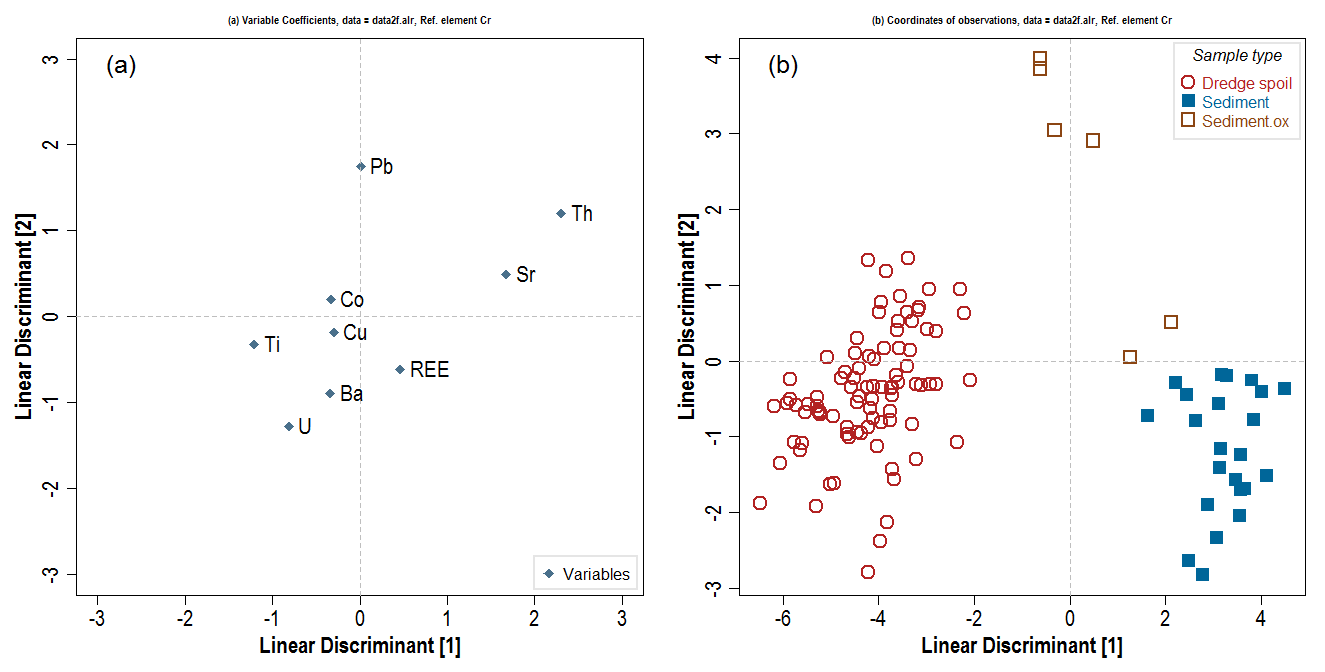 (a) Variable Coefficients, data = data2f.alr, Ref. element Cr
(a)
Linear Discriminant [2]
3
2
1
0
-1
-2
-3
Pb
Th
Sr
Co
Cu
Ti
REE
Ba
U
Variables
-3
-2
-1
0
1
2
3
Linear Discriminant [1]
(b) Coordinates of observations, data = data2f.alr, Ref. element Cr
(b)
Linear Discriminant [2]
4
3
2
1
0
-1
-2
-3
Sample type
Dredge spoil
Sediment
Sediment.ox
-6
-4
-2
0
2
4
Linear Discriminant [1]